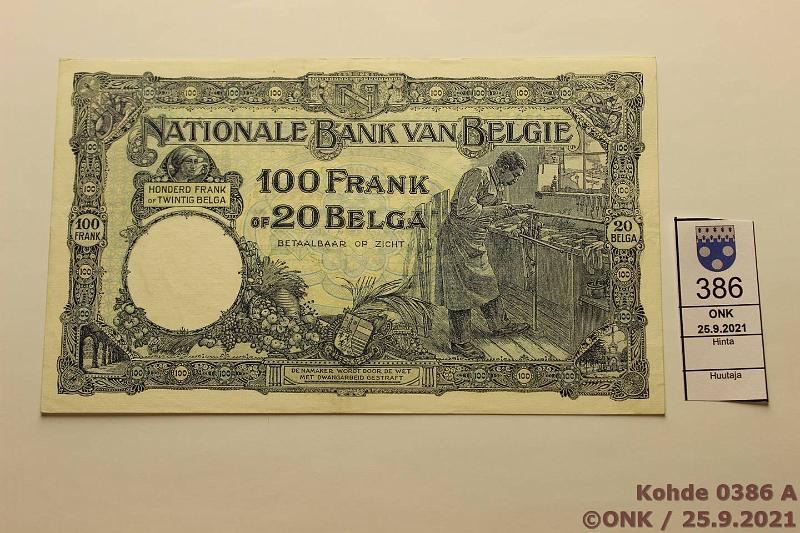 N
NATIONALE BANK VAN BELGIE
HONDERD FRANK
OF TWINTIG BELGA
100 FRANK
OF 20 BELGA
BETAALBAAR OP ZICHT
100
FRANK
20
BELGA
DE NAMAKER WORDT DOOR DE WET
MET DWANGARBEID GESTRAFT
386
ONK
25.9.2021
Hinta
Huutaja
Kohde 0386 A
©ONK / 25.9.2021